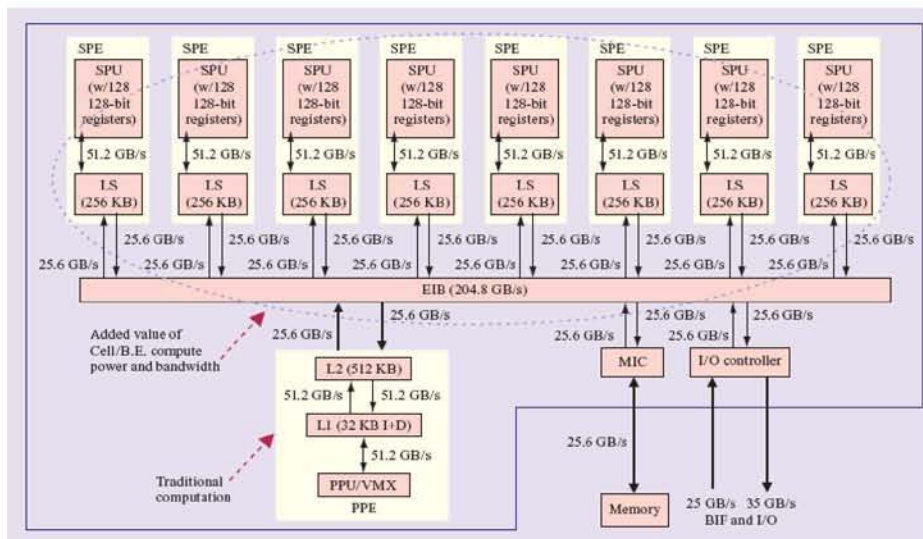 SPE SPE SPE SPE SPE SPE SPE SPE
SPU SPU SPU SPU SPU SPU SPU SPU
(w/128 (w/128 (w/128 (w/128 (w/128 (w/128 (w/128 (w/128
128-bit 128-bit 128-bit 128-bit 128-bit 128-bit 128-bit 128-bit
registers) registers) registers) registers) registers) registers) registers) registers)
51.2 GB/s 51.2 GB/s 51.2 GB/s 51.2 GB/s 51.2 GB/s 51.2 GB/s 51.2 GB/s 51.2 GB/s
LS LS LS LS LS LS LS LS
(256 KB) (256 KB) (256 KB) (256 KB) (256 KB) (256 KB) (256 KB) (256 KB)
25.6 GB/s 25.6 GB/s 25.6 GB/s 25.6 GB/s 25.6 GB/s 25.6 GB/s 25.6 GB/s 25.6 GB/s
25.6 GB/s 25.6 GB/s 25.6 GB/s 25.6 GB/s 25.6 GB/s 25.6 GB/s 25.6 GB/s 25.6 GB/s
EIB (204.8 GB/s)
25.6 GB/s 25.6 GB/s 25.6 GB/s 25.6 GB/s
25.6 GB/s 25.6 GB/s
Added value of
Cell/B.E. compute
power and bandwidth
L2 (512 KB)
MIC
I/O controller
51.2 GB/s 51.2 GB/s
L1 (32 KB I+D)
51.2 GB/s
25.6 GB/s
Traditional
computation
PPU/VMX
PPE
Memory
25 GB/s 35 GB/s
BIF and I/O